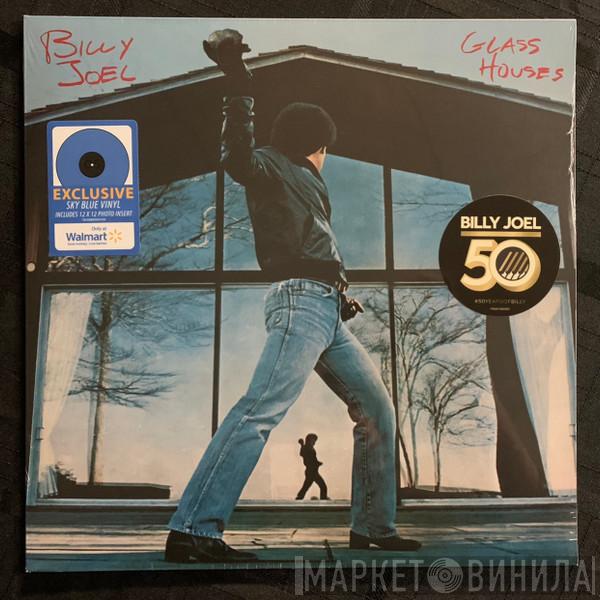 BILLY
JOEL
GLASS
HOUSES
EXCLUSIVE
SKY BLUE VINYL
INCLUDES 12 X 12 PHOTO INSERT
Only at
Walmart
BILLY JOEL
50
#50YEARSOFBILLY
МАРКЕТ ВИНИЛА